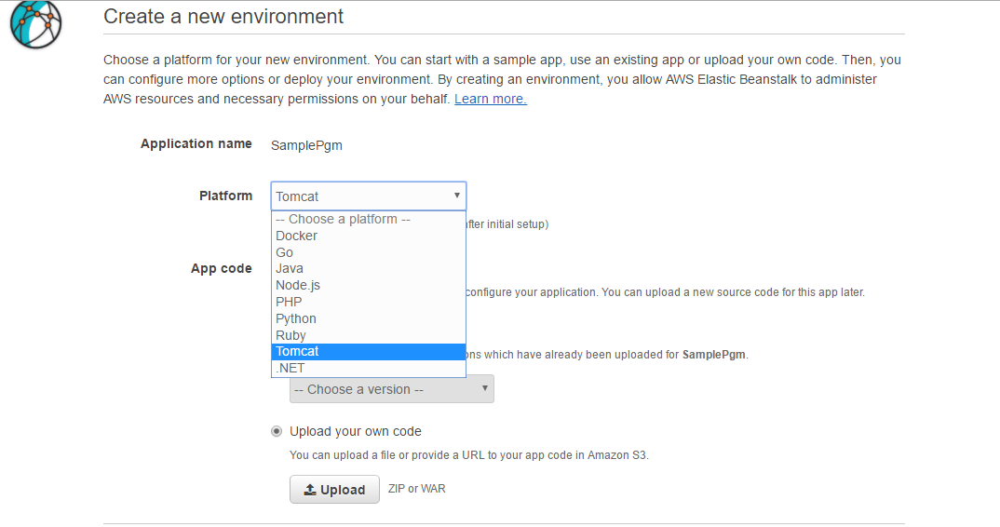 Create a new environment
Choose a platform for your new environment. You can start with a sample app, use an existing app or upload your own code. Then, you
can configure more options or deploy your environment. By creating an environment, you allow AWS Elastic Beanstalk to administer
AWS resources and necessary permissions on your behalf. Learn more.
Application name SamplePgm
Platform Tomcat
-- Choose a platform --
after initial setup)
Docker
Go
App code
Java
Node.js
configure your application. You can upload a new source code for this app later.
PHP
Python
Ruby
Tomcat
which have already been uploaded for SamplePgm.
.NET
-- Choose a version --
Upload your own code
You can upload a file or provide a URL to your app code in Amazon S3.
Upload ZIP or WAR